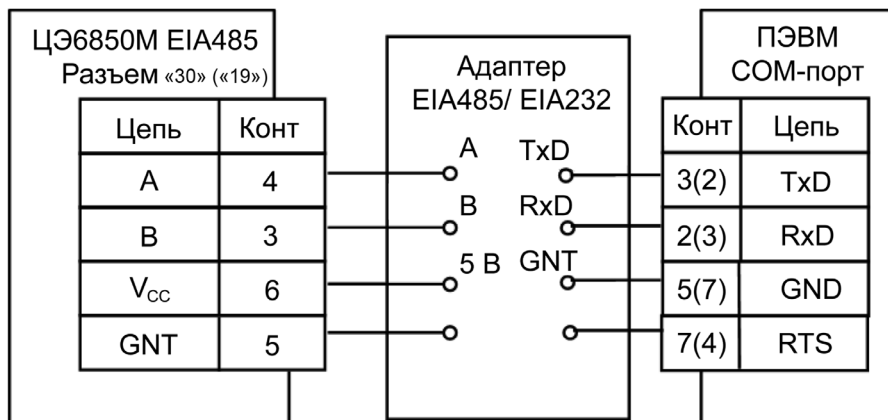 ЦЭ6850М EIA485
Разъем «30» («19»)
Цепь Конт
A 4
B 3
VCC 6
GNT 5
Адаптер
EIA485/ EIA232
A TxD
B RxD
5 В GNT
ПЭВМ
COM-порт
Конт Цепь
3(2) TxD
2(3) RxD
5(7) GND
7(4) RTS